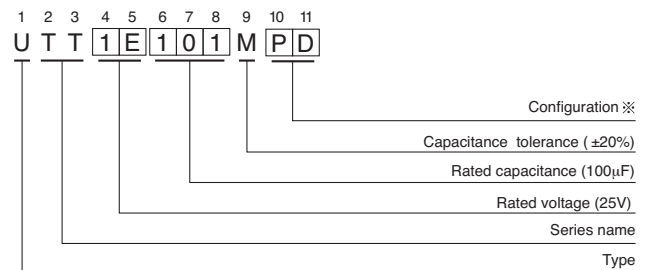 1 2 3 4 5 6 7 8 9 10 11
U T T 1 E 1 0 1 M P D
Configuration ※
Capacitance tolerance ( ±20%)
Rated capacitance (100μF)
Rated voltage (25V)
Series name
Type